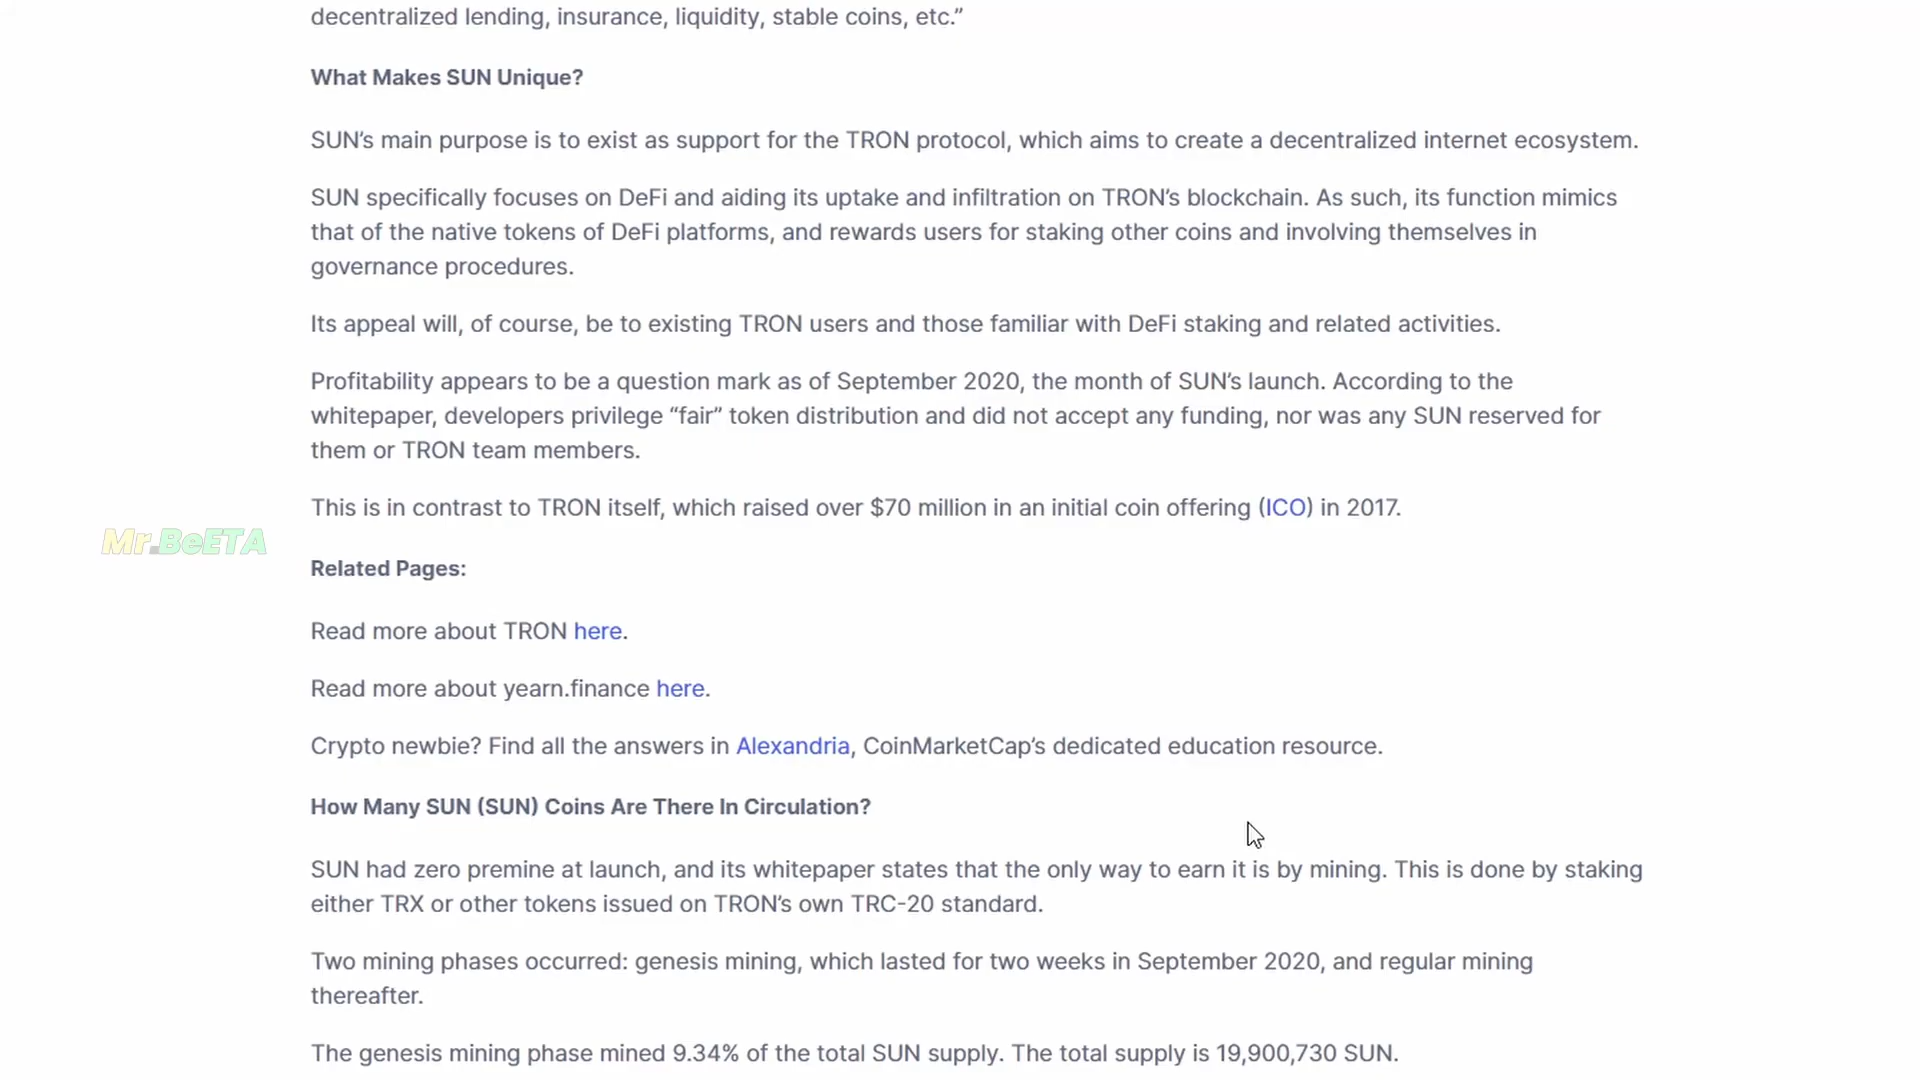 decentralized lending, insurance, liquidity, stable coins, etc.”
What Makes SUN Unique?
SUN’s main purpose is to exist as support for the TRON protocol, which aims to create a decentralized internet ecosystem.
SUN specifically focuses on DeFi and aiding its uptake and infiltration on TRON’s blockchain. As such, its function mimics
that of the native tokens of DeFi platforms, and rewards users for staking other coins and involving themselves in
governance procedures.
Its appeal will, of course, be to existing TRON users and those familiar with DeFi staking and related activities.
Profitability appears to be a question mark as of September 2020, the month of SUN’s launch. According to the
whitepaper, developers privilege “fair” token distribution and did not accept any funding, nor was any SUN reserved for
them or TRON team members.
This is in contrast to TRON itself, which raised over $70 million in an initial coin offering (ICO) in 2017.
Mr.BeETA
Related Pages:
Read more about TRON here.
Read more about yearn.finance here.
Crypto newbie? Find all the answers in Alexandria, CoinMarketCap’s dedicated education resource.
How Many SUN (SUN) Coins Are There In Circulation?
SUN had zero premine at launch, and its whitepaper states that the only way to earn it is by mining. This is done by staking
either TRX or other tokens issued on TRON’s own TRC-20 standard.
Two mining phases occurred: genesis mining, which lasted for two weeks in September 2020, and regular mining
thereafter.
The genesis mining phase mined 9.34% of the total SUN supply. The total supply is 19,900,730 SUN.